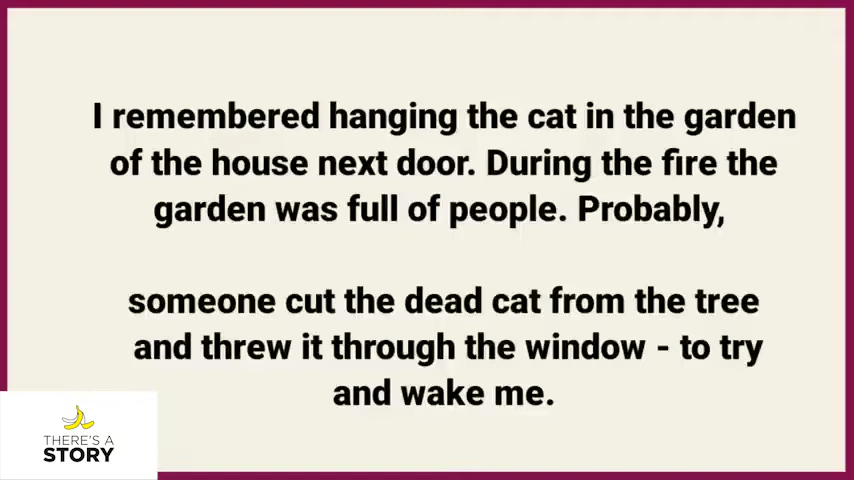 I remembered hanging the cat in the garden
of the house next door. During the fire the
garden was full of people. Probably,
someone cut the dead cat from the tree
and threw it through the window - to try
and wake me.
THERE'S A
STORY